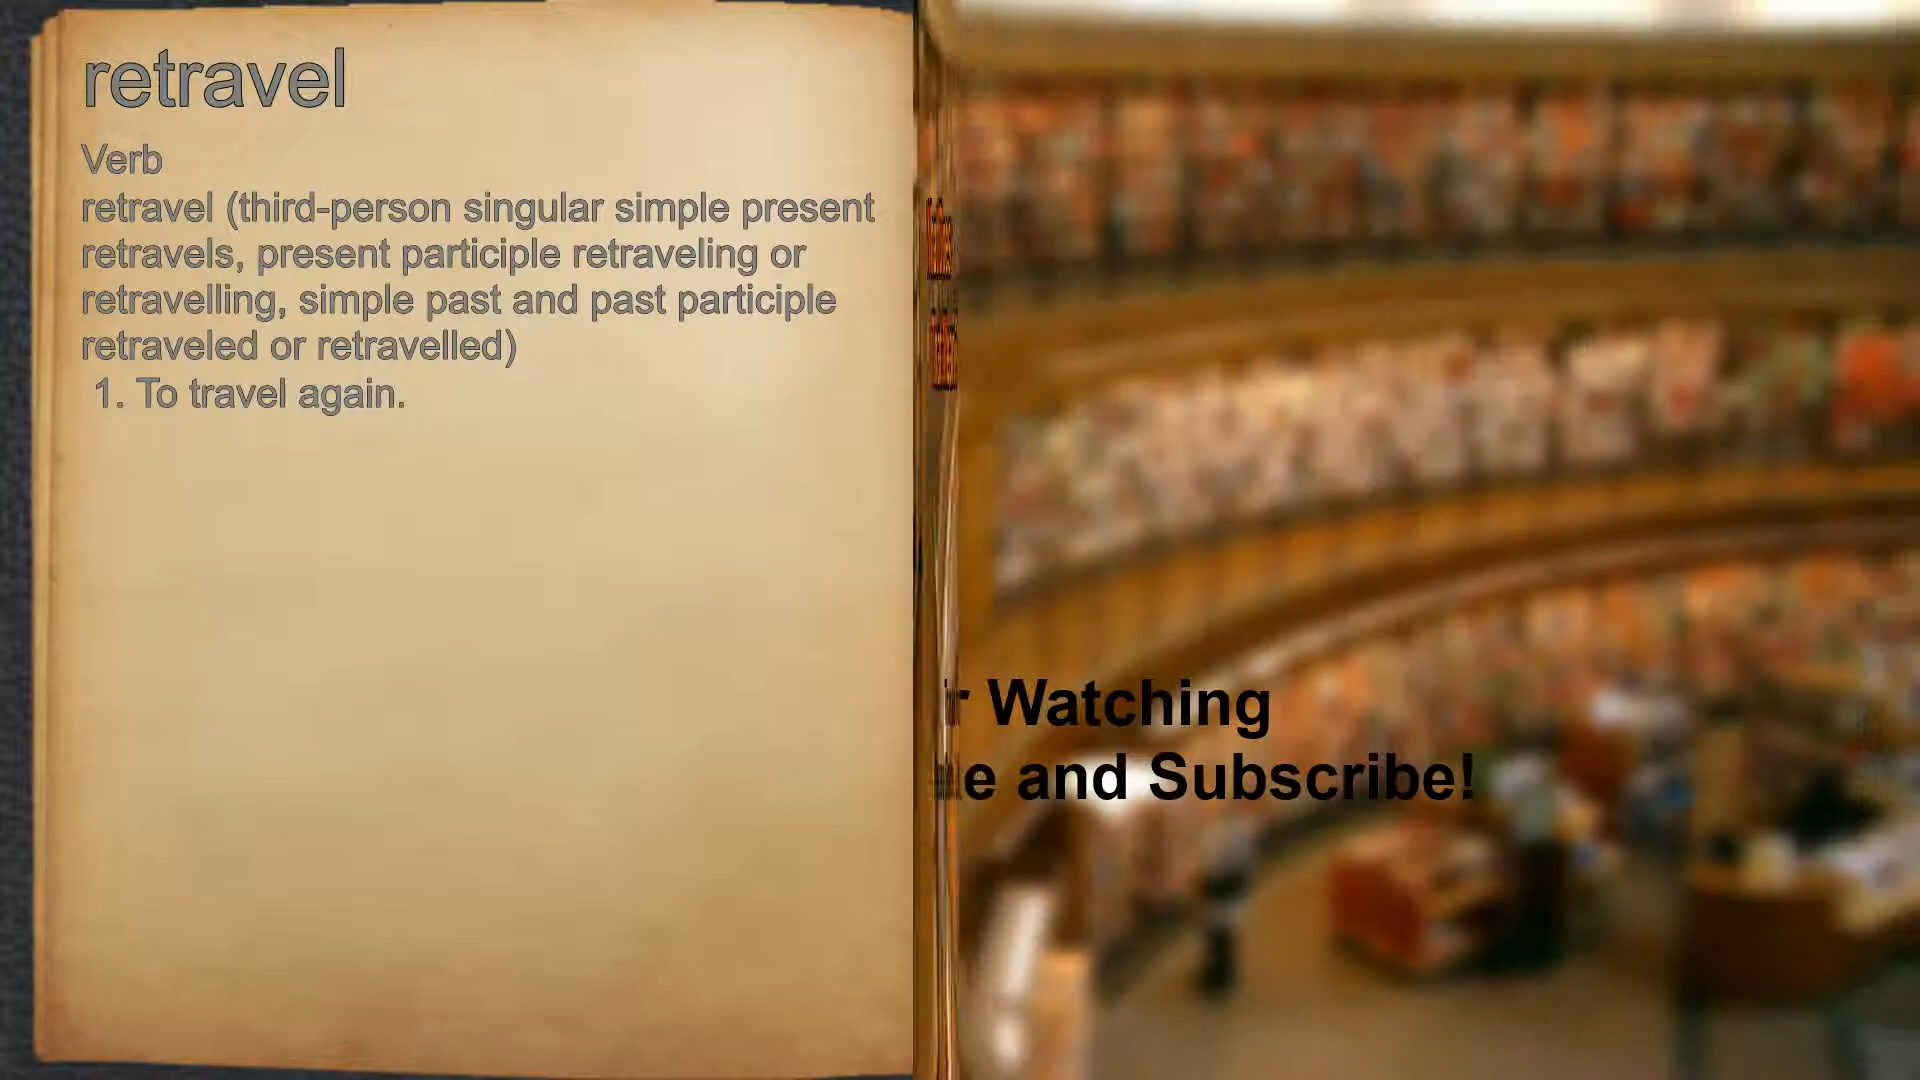 retravel
Verb
retravel (third-person singular simple present
retravels, present participle retraveling or
retravelling, simple past and past participle
retraveled or retravelled)
1. To travel again.
Watching
and Subscribe!